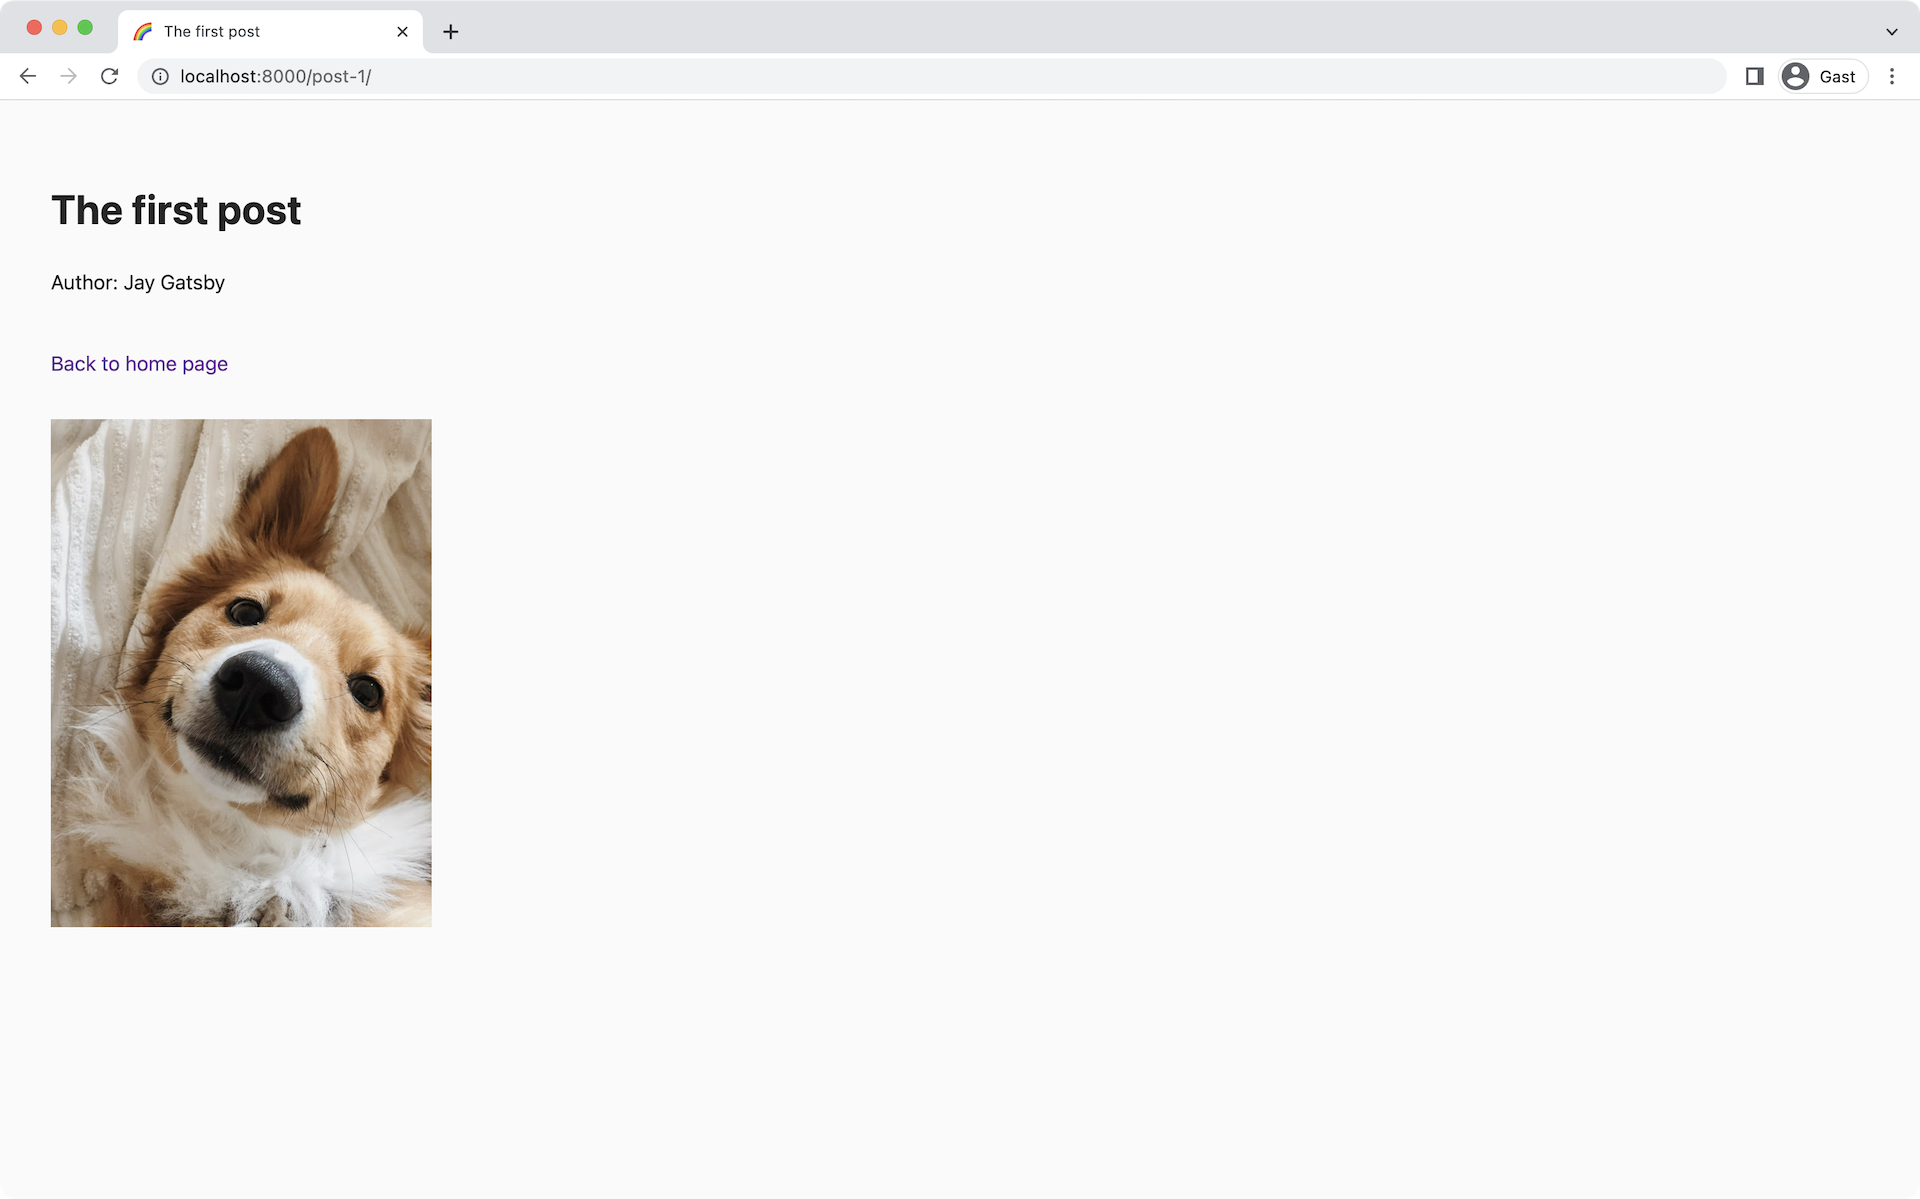 The first post
localhost:8000/post-1/
Gast
The first post
Author: Jay Gatsby
Back to home page